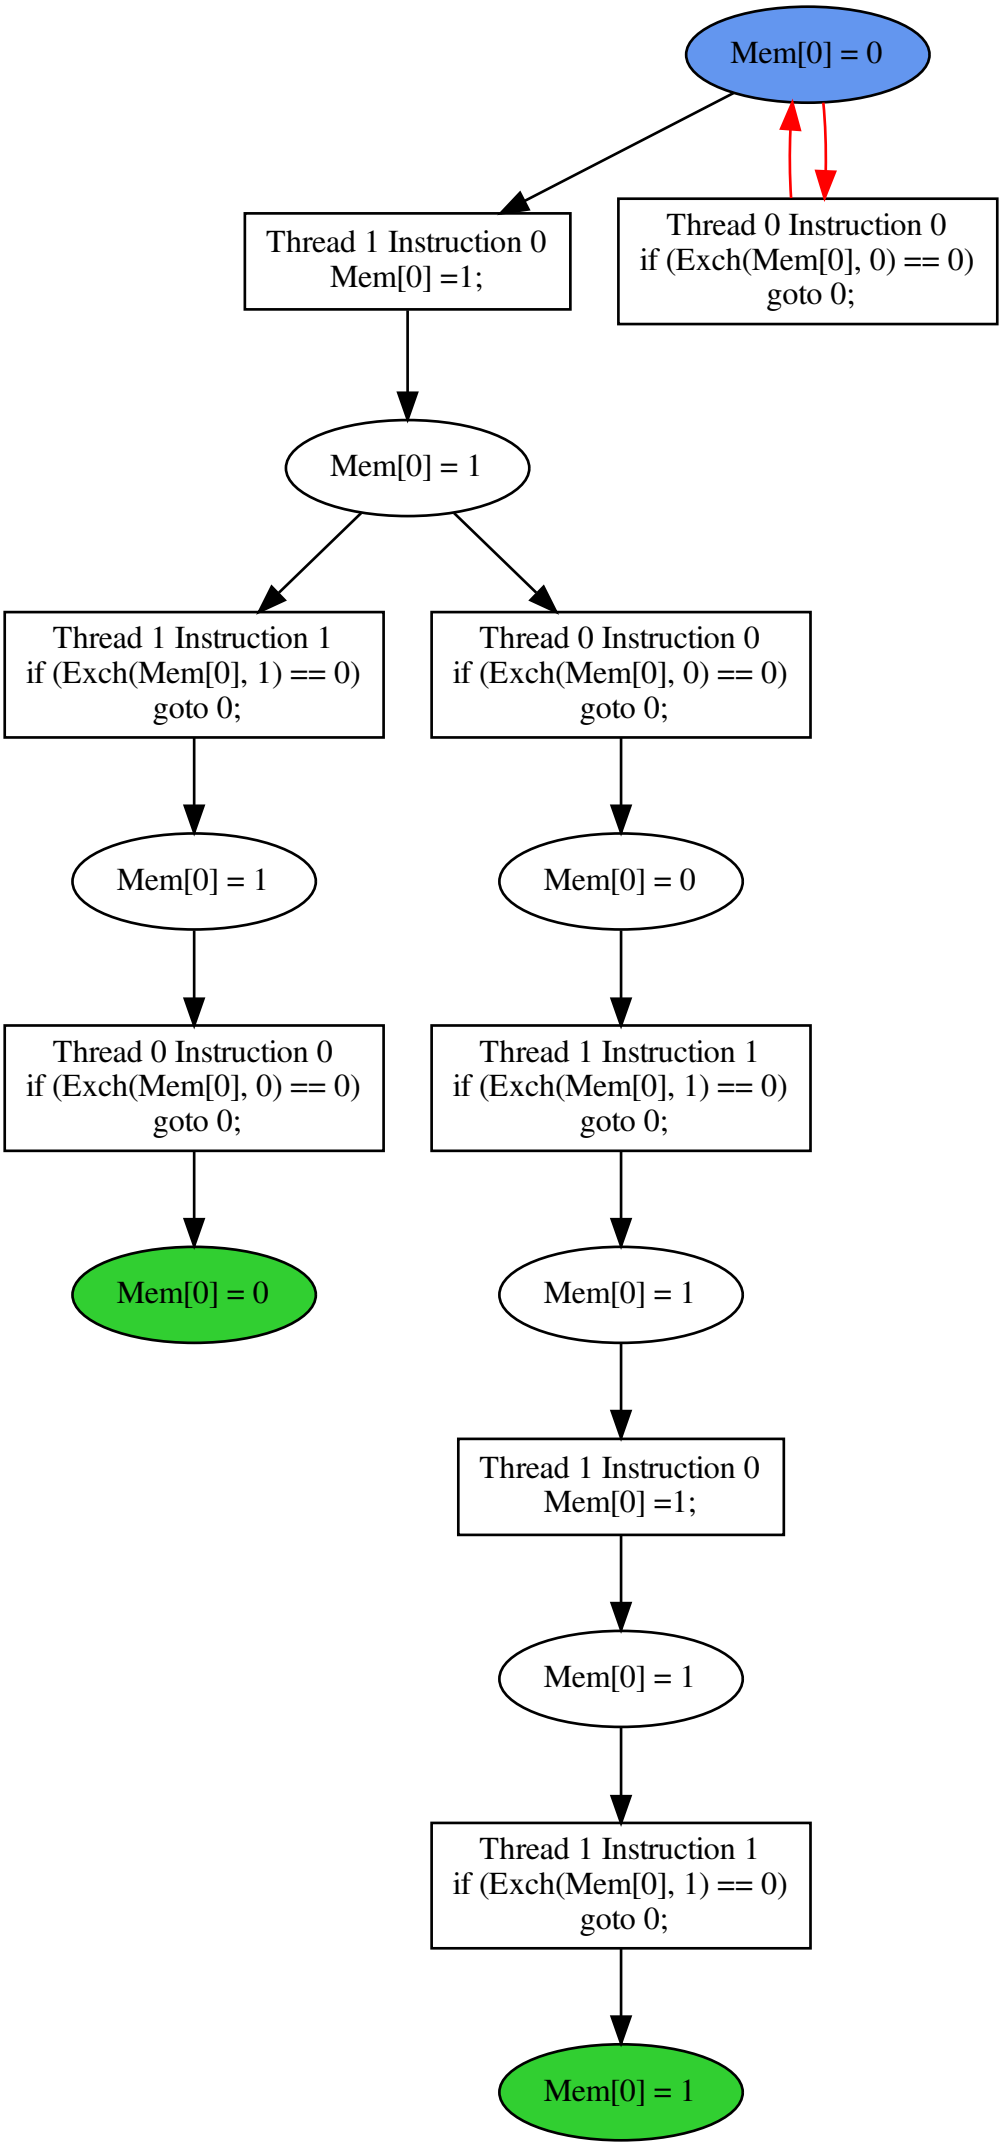 Mem[0] = 0
Thread 1 Instruction 0
Mem[0] =1;
Thread 0 Instruction 0
if (Exch(Mem[0], 0) == 0)
goto 0;
Mem[0] = 1
Thread 1 Instruction 1
if (Exch(Mem[0], 1) == 0)
goto 0;
Thread 0 Instruction 0
if (Exch(Mem[0], 0) == 0)
goto 0;
Mem[0] = 1
Mem[0] = 0
Thread 0 Instruction 0
if (Exch(Mem[0], 0) == 0)
goto 0;
Thread 1 Instruction 1
if (Exch(Mem[0], 1) == 0)
goto 0;
Mem[0] = 0
Mem[0] = 1
Thread 1 Instruction 0
Mem[0] =1;
Mem[0] = 1
Thread 1 Instruction 1
if (Exch(Mem[0], 1) == 0)
goto 0;
Mem[0] = 1